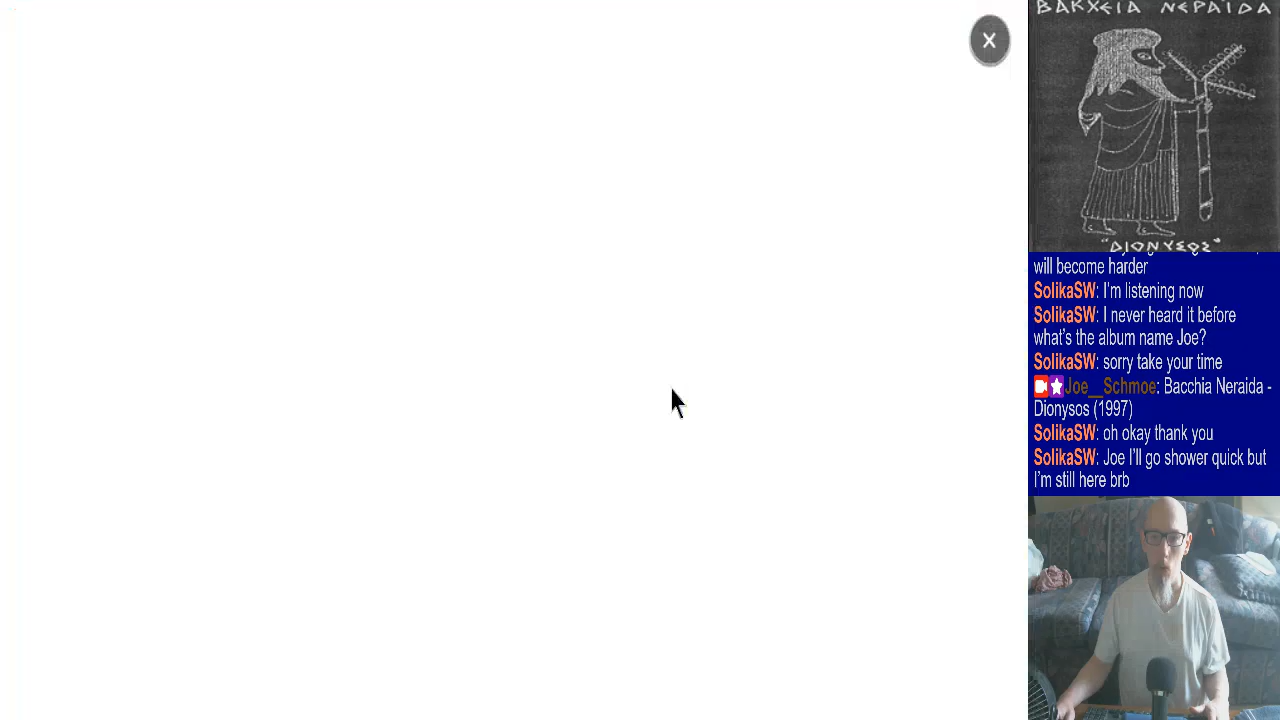 ΒΑΚΧΕΙΑ ΝΕΡΑΪΔΑ
"ΔΙΟΝΥΣΟΣ"
will become harder
SolikaSW: I'm listening now
SolikaSW: I never heard it before
what's the album name Joe?
SolikaSW: sorry take your time
Joe__Schmoe: Bacchia Neraida -
Dionysos (1997)
SolikaSW: oh okay thank you
SolikaSW: Joe I'll go shower quick but
I'm still here brb